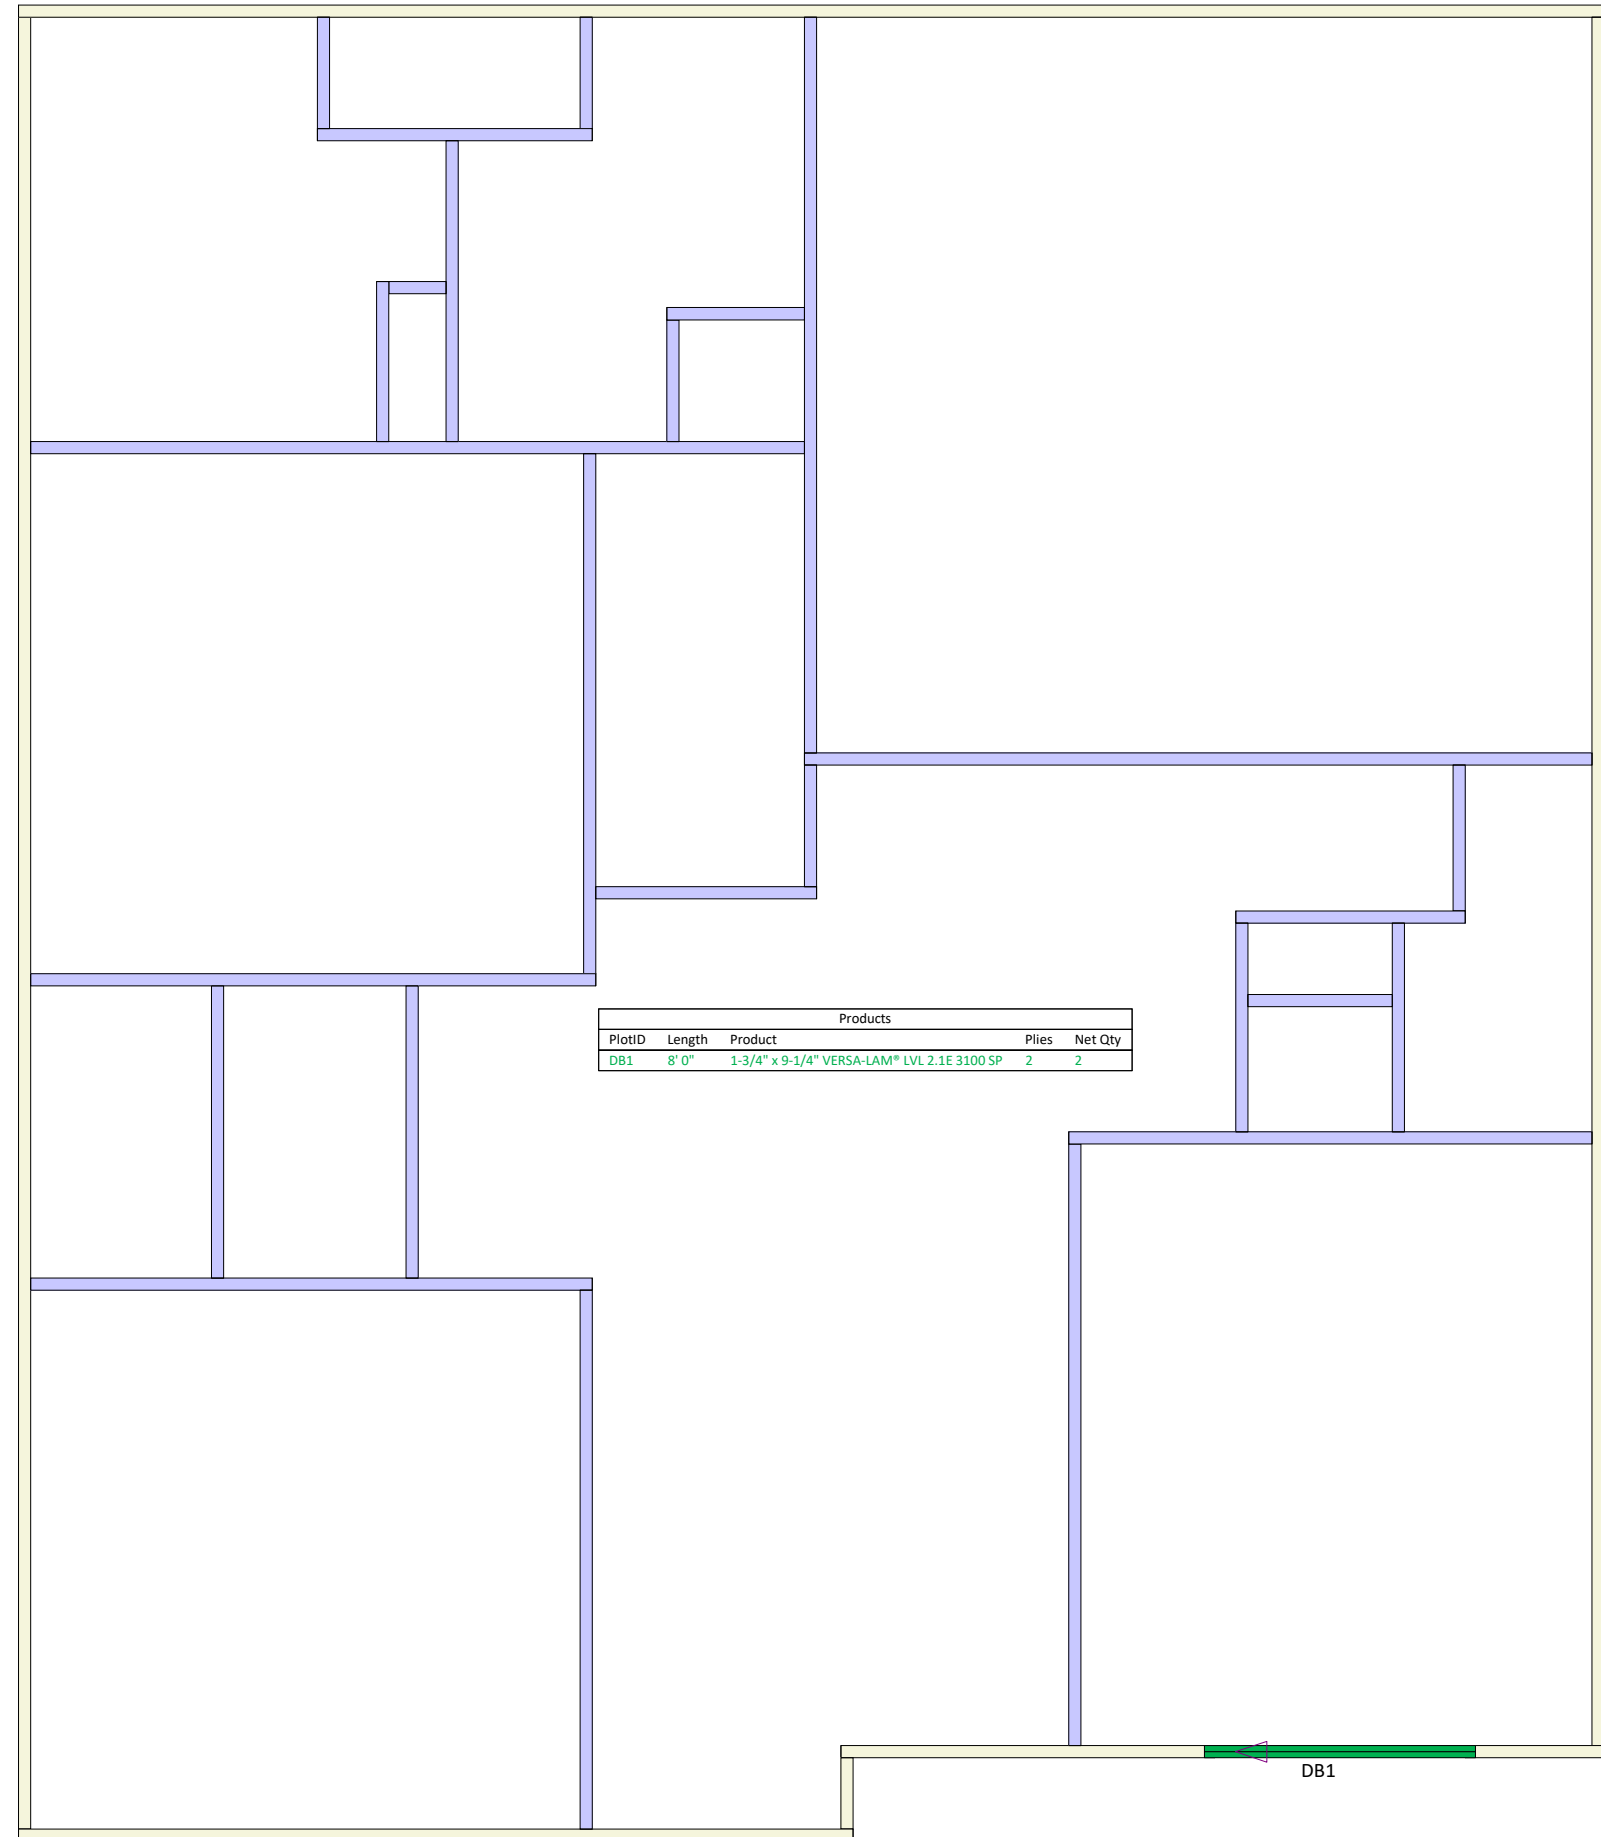 Products
PlotID Length Product Plies Net Qty
DB1 8' 0" 1-3/4" x 9-1/4" VERSA-LAM® LVL 2.1E 3100 SP 2 2
DB1